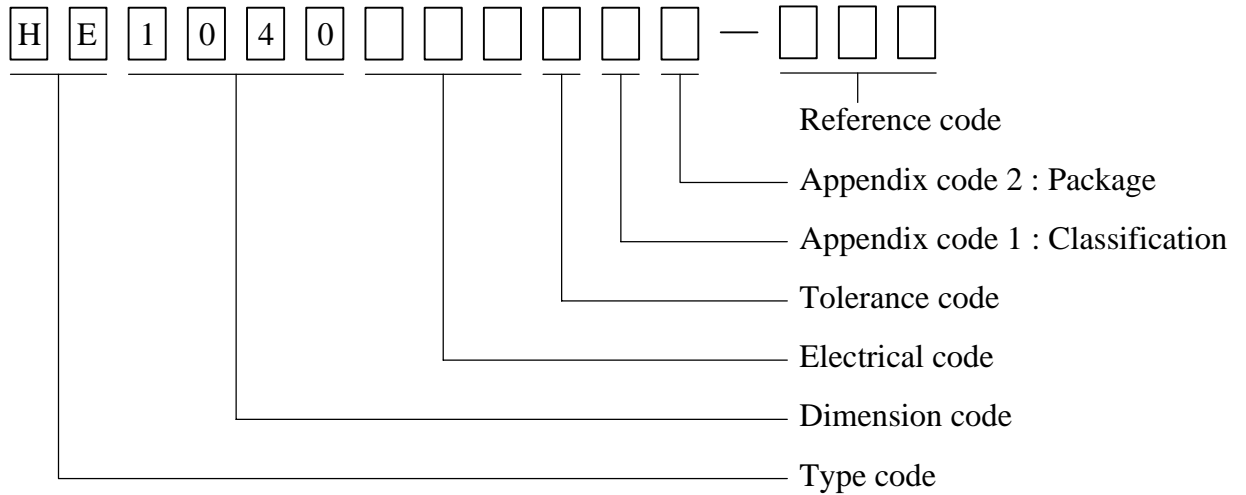 H E 1 0 4 0 —
Reference code
Appendix code 2 : Package
Appendix code 1 : Classification
Tolerance code
Electrical code
Dimension code
Type code